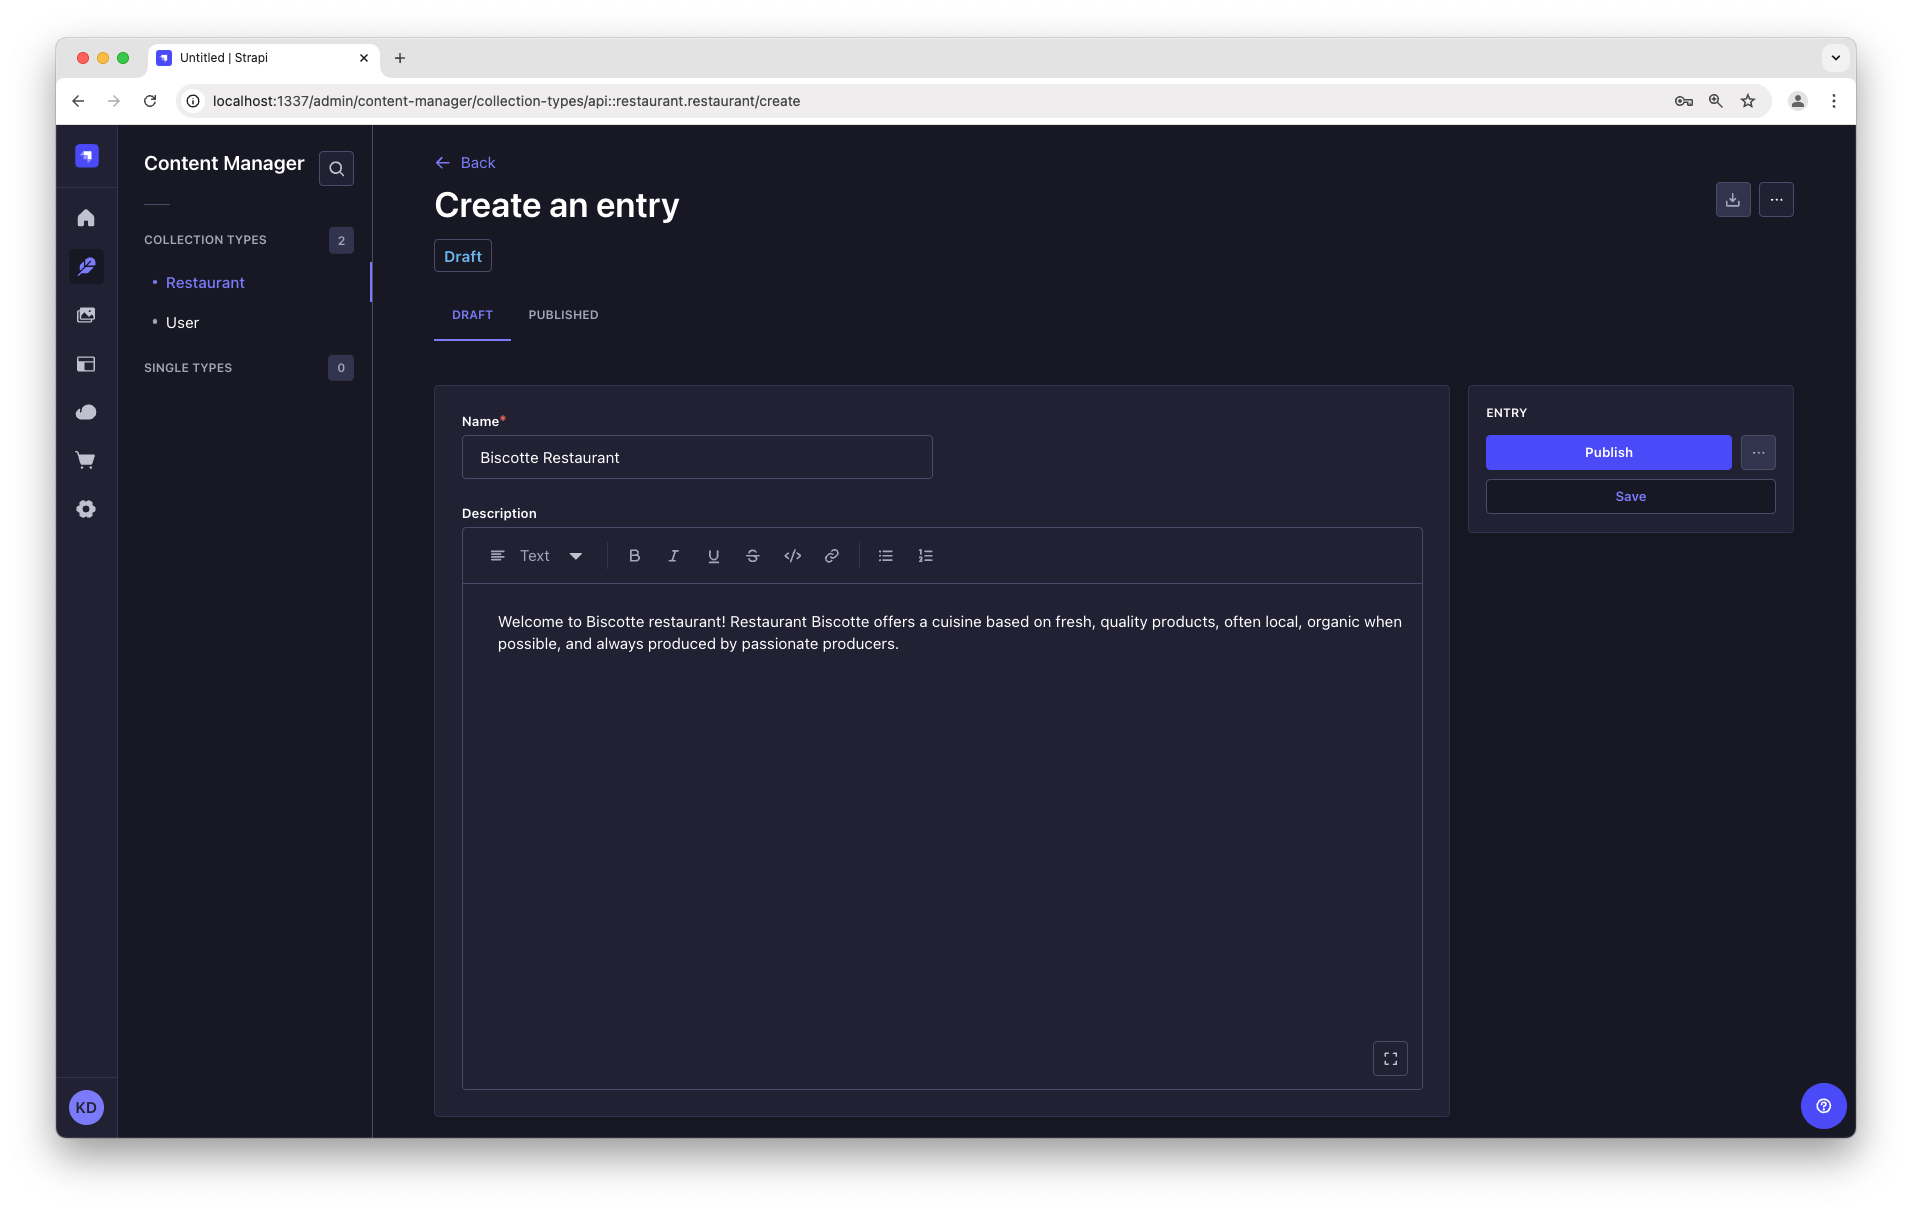 Untitled | Strapi
localhost:1337/admin/content-manager/collection-types/api::restaurant.restaurant/create
Content Manager
COLLECTION TYPES 2
Restaurant
User
SINGLE TYPES 0
KD
Back
Create an entry
Draft
DRAFT PUBLISHED
Name*
Biscotte Restaurant
Description
Text
Welcome to Biscotte restaurant! Restaurant Biscotte offers a cuisine based on fresh, quality products, often local, organic when
possible, and always produced by passionate producers.
ENTRY
Publish
Save